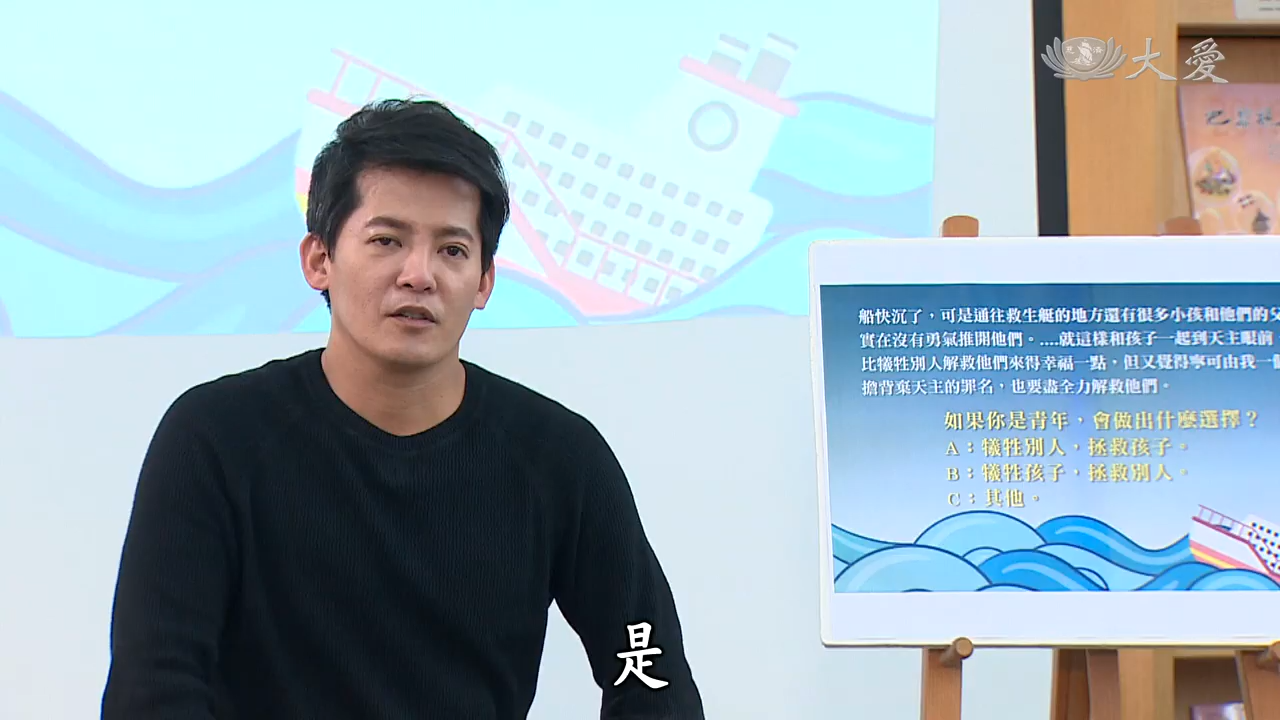 大愛
船快沉了，可是通往救生艇的地方還有很多小孩和他們的父
實在沒有勇氣推開他們。....就這樣和孩子一起到天主眼前，
比犧牲別人解救他們來得幸福一點，但又覺得寧可由我一個
擔背棄天主的罪名，也要盡全力解救他們。
如果你是青年，會做出什麼選擇？
A：犧牲別人，拯救孩子。
B：犧牲孩子，拯救別人。
C：其他。
是